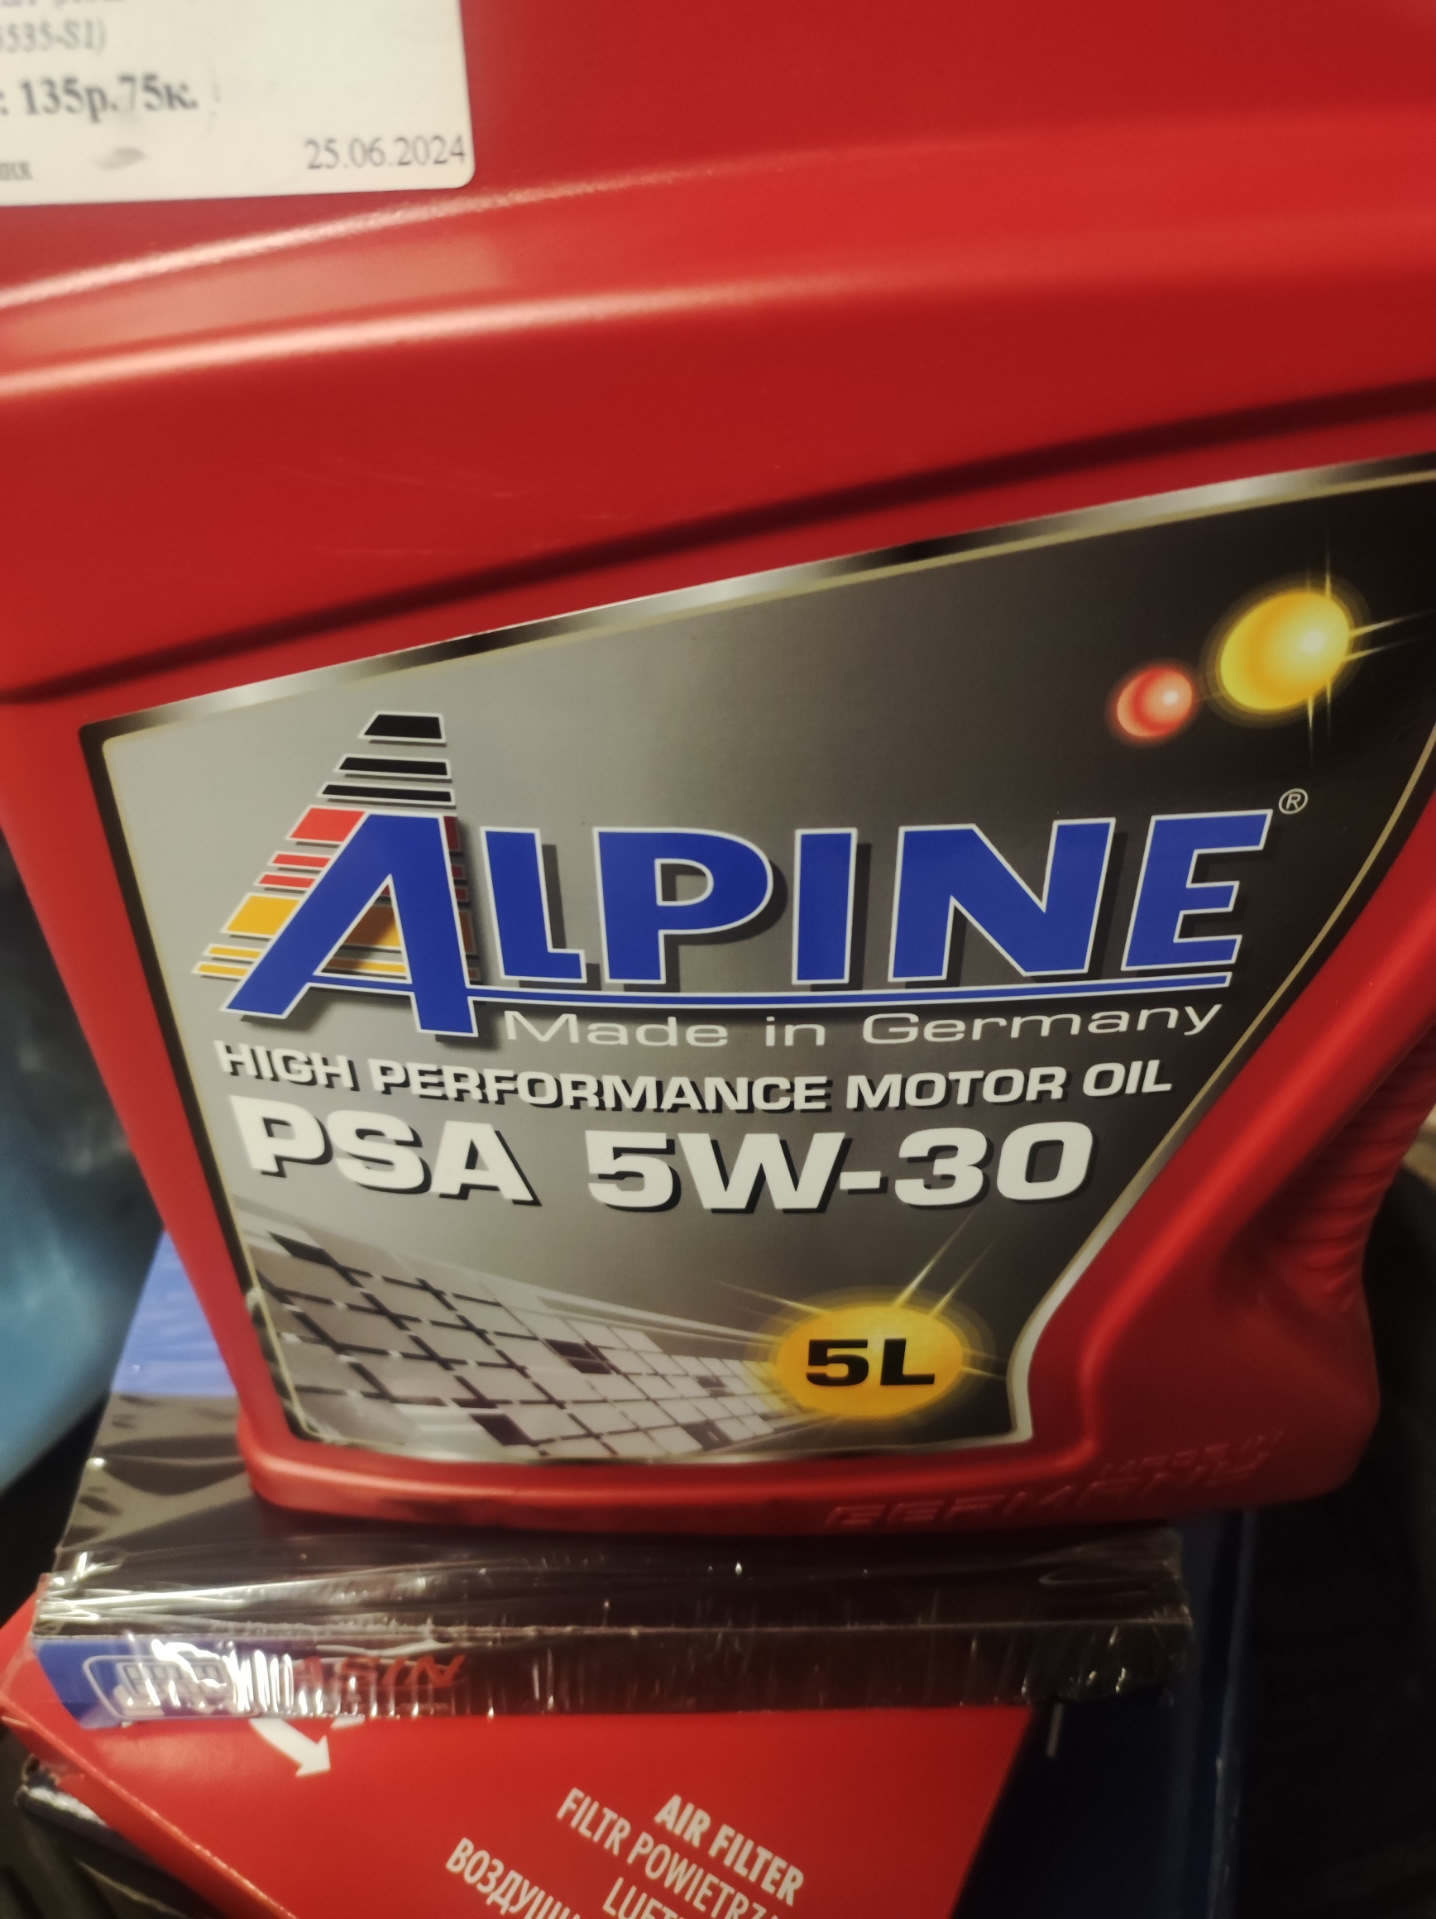 135р.75к.
25.06.2024
ALPINE®
Made in Germany
HIGH PERFORMANCE MOTOR OIL
PSA 5W-30
5L
GERMANY
AIR FILTER
FILTR POWIETRZA